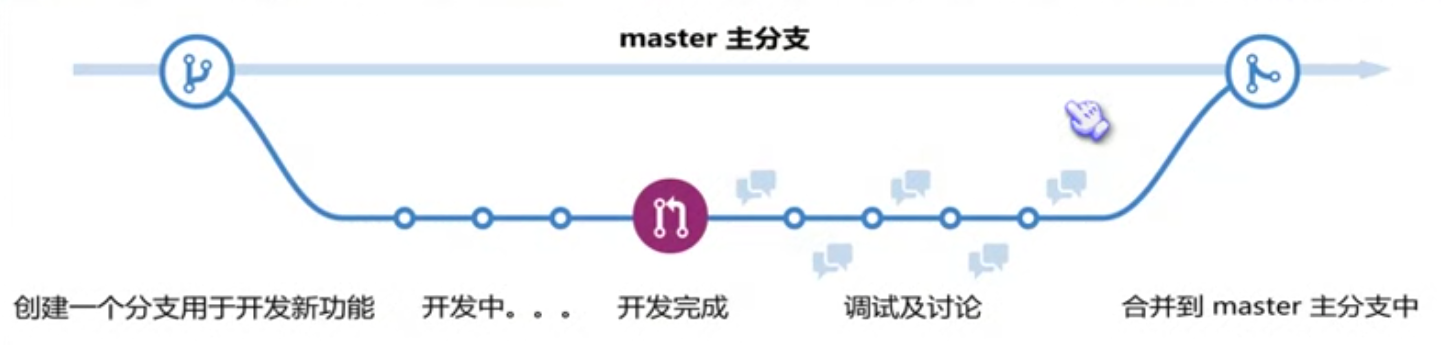 master 主分支
创建一个分支用于开发新功能
开发中。。。
开发完成
调试及讨论
合并到 master 主分支中